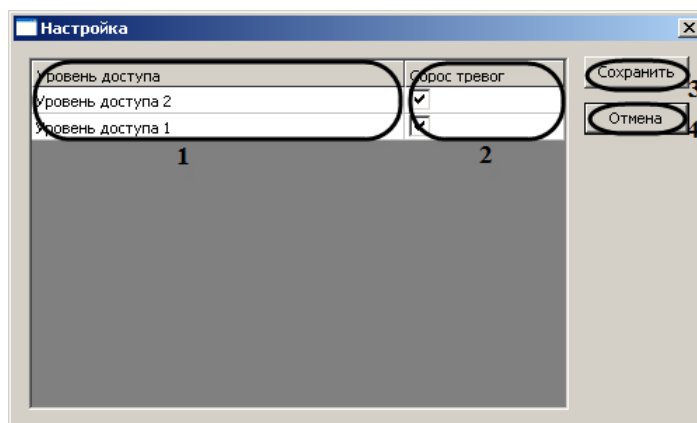 Настройка
Уровень доступа Сброс тревог Сохранить
3
Уровень доступа 2
Отмена
4
Уровень доступа 1
1 2